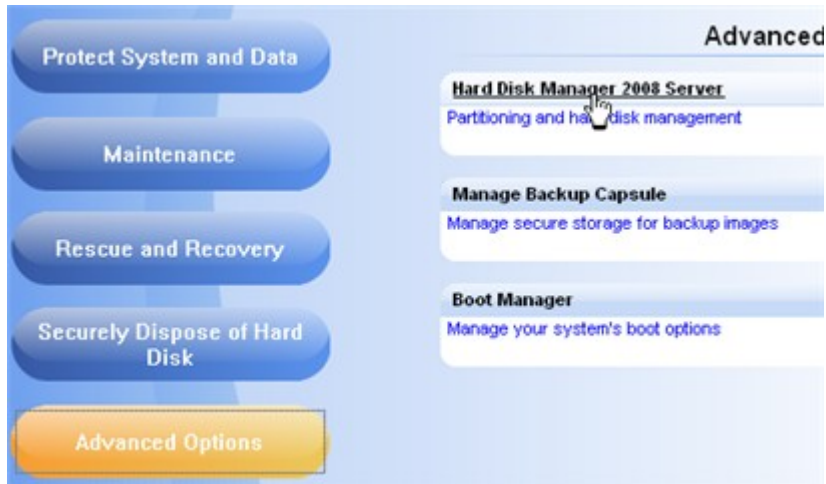 Protect System and Data
Maintenance
Rescue and Recovery
Securely Dispose of Hard
Disk
Advanced Options
Advanced
Hard Disk Manager 2008 Server
Partitioning and hard disk management
Manage Backup Capsule
Manage secure storage for backup images
Boot Manager
Manage your system's boot options